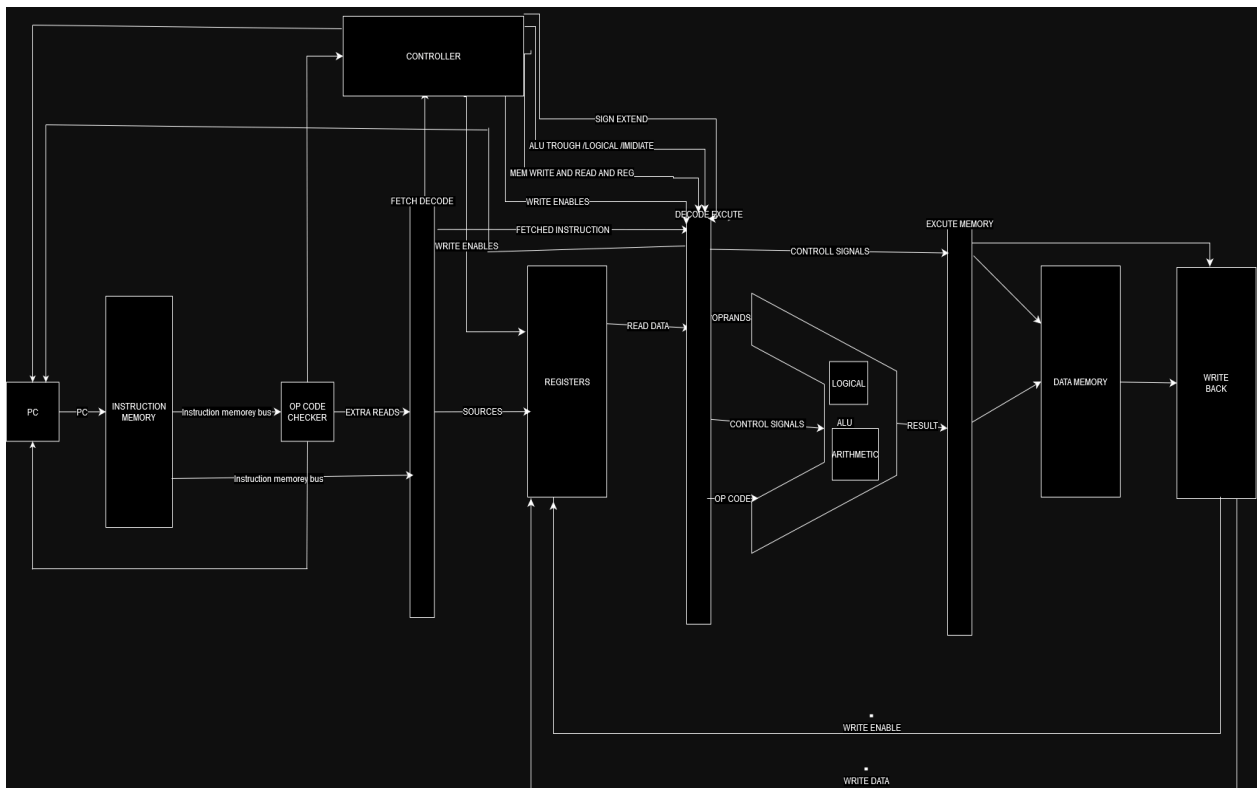 CONTROLLER
SIGN EXTEND
ALU TROUGH /LOGICAL /IMIDIATE
MEM WRITE AND READ AND REG
FETCH DECODE
WRITE ENABLES
DECODE EXCUTE
EXCUTE MEMORY
FETCHED INSTRUCTION
WRITE ENABLES
CONTROLL SIGNALS
OPRANDS
READ DATA
REGISTERS
LOGICAL
DATA MEMORY
WRITE
BACK
PC
PC
INSTRUCTION
MEMORY
Instruction memorey bus
OP CODE
CHECKER
EXTRA READS
SOURCES
CONTROL SIGNALS
ALU
RESULT
ARITHMETIC
Instruction memorey bus
OP CODE
WRITE ENABLE
WRITE DATA